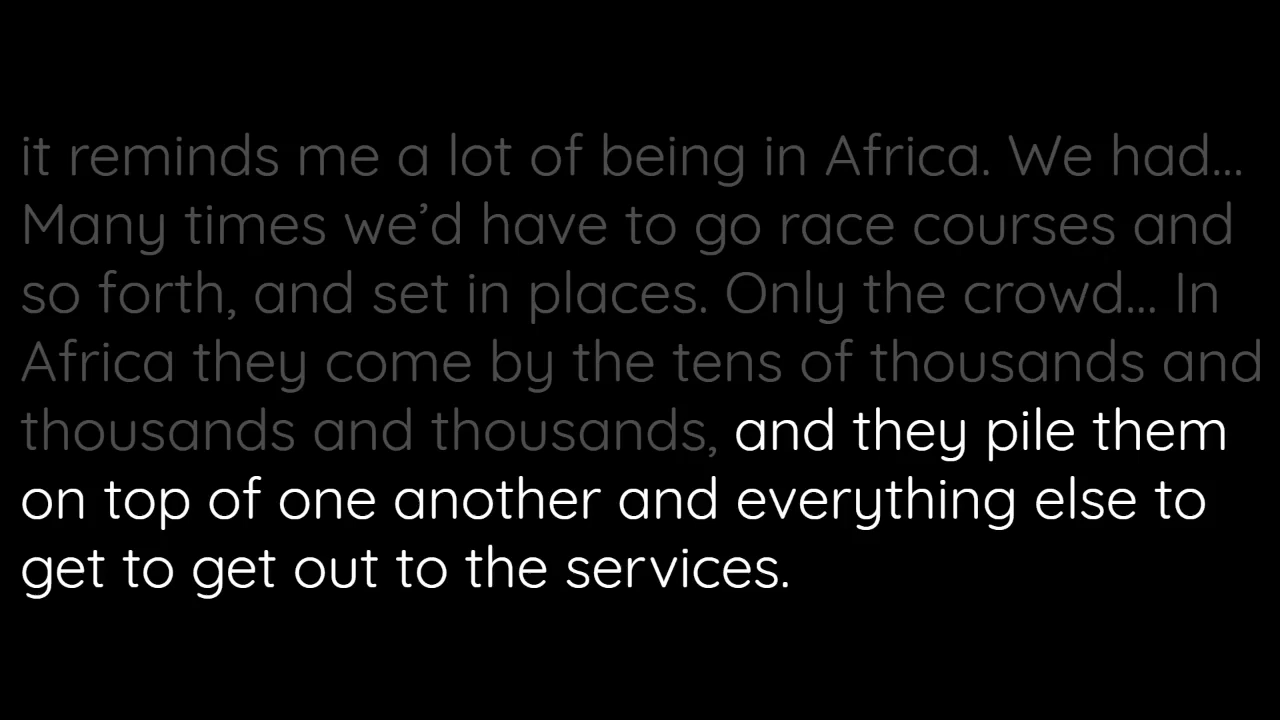 it reminds me a lot of being in Africa. We had...
Many times we’d have to go race courses and
so forth, and set in places. Only the crowd... In
Africa they come by the tens of thousands and
thousands and thousands, and they pile them
on top of one another and everything else to
get to get out to the services.